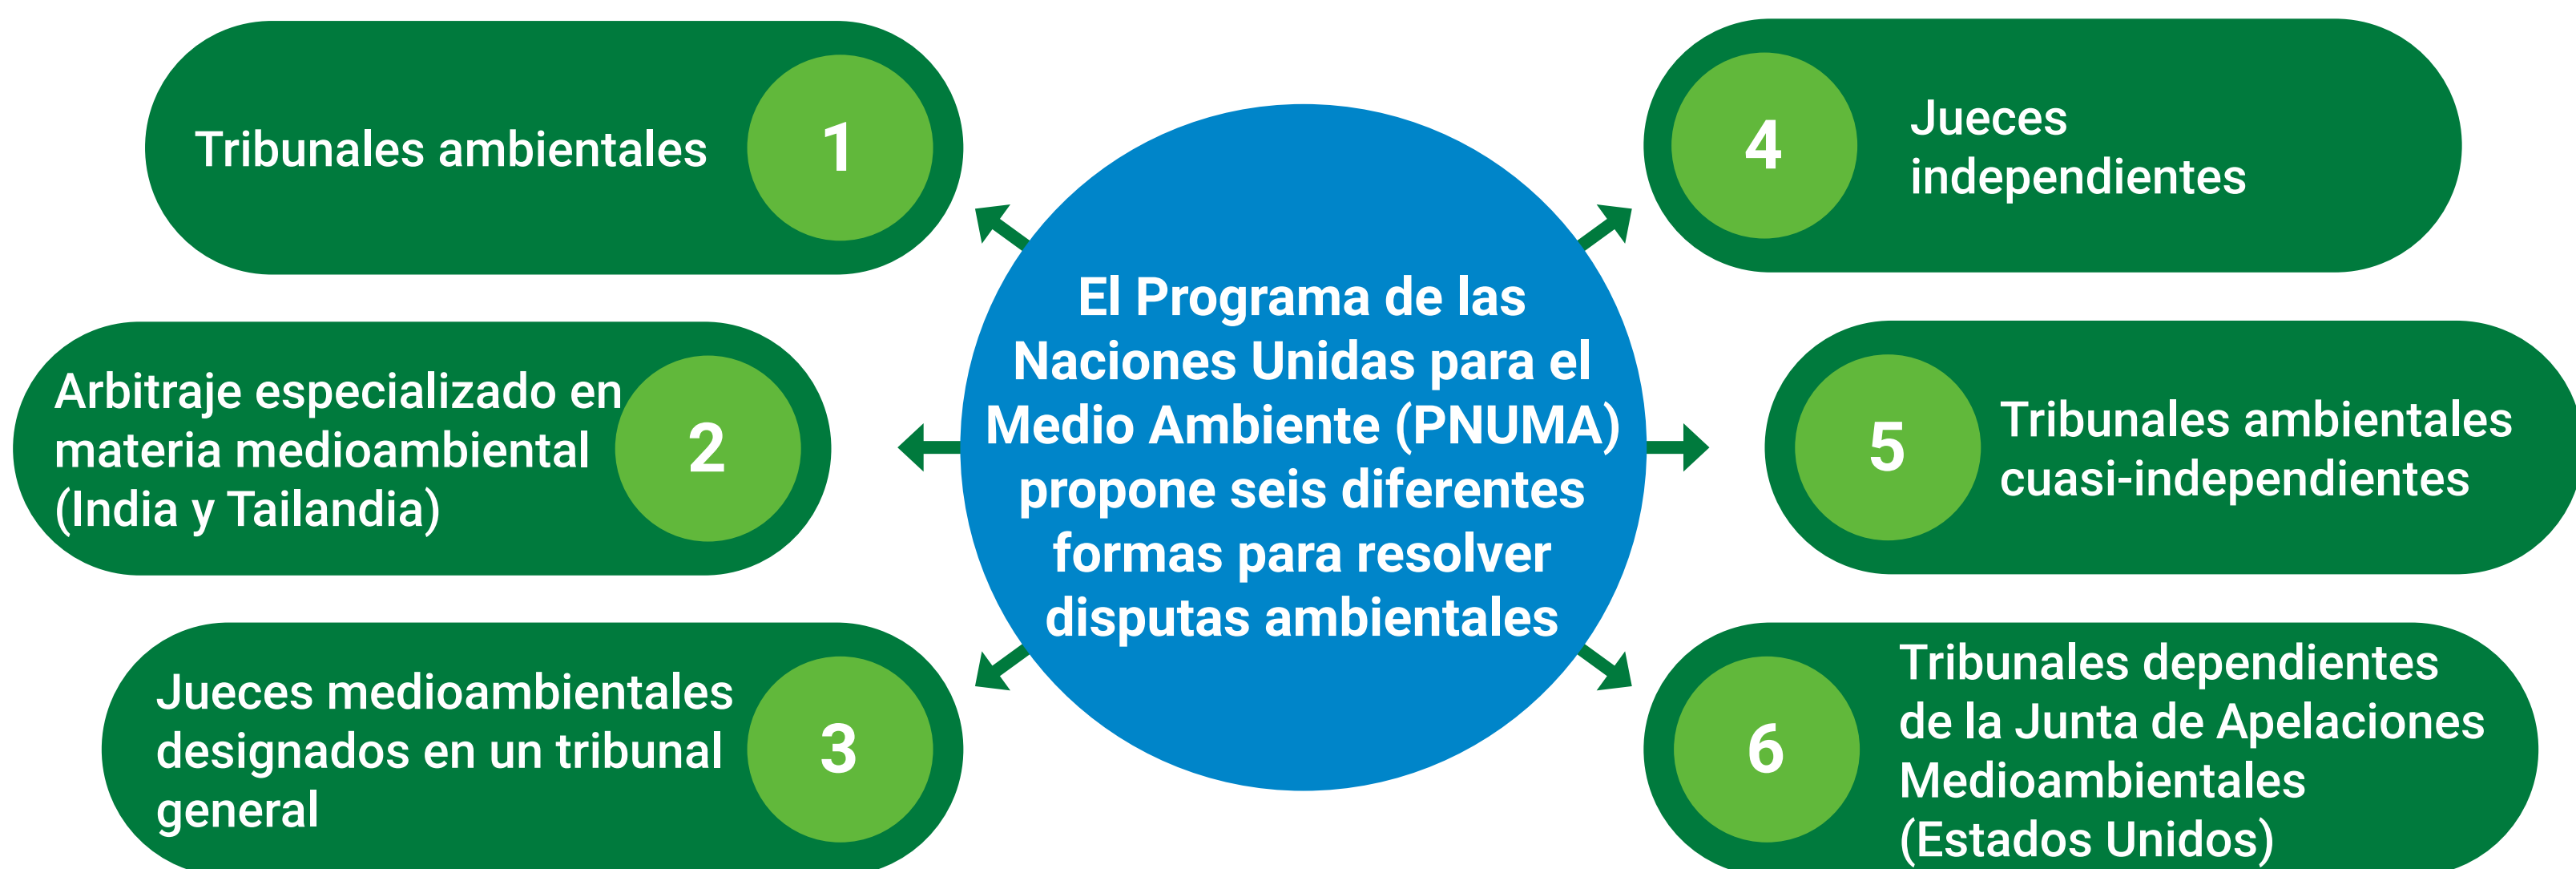 El Programa de las
Naciones Unidas para el
Medio Ambiente (PNUMA)
propone seis diferentes
formas para resolver
disputas ambientales
Tribunales ambientales
1
Arbitraje especializado en
materia medioambiental
(India y Tailandia)
2
Jueces medioambientales
designados en un tribunal
general
3
4
Jueces
independientes
5
Tribunales ambientales
cuasi-independientes
6
Tribunales dependientes
de la Junta de Apelaciones
Medioambientales
(Estados Unidos)